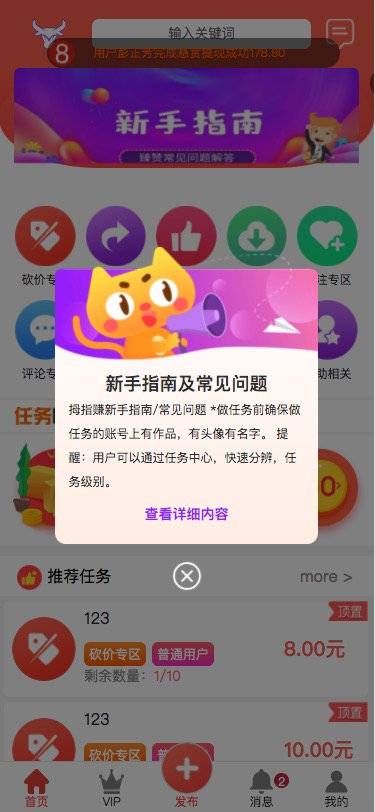 输入关键词
8
用户彭正秀完成悬赏提现成功178.80
新手指南
臻赞常见问题解答
砍价专
注专区
评论专
助相关
任务
新手指南及常见问题
拇指赚新手指南/常见问题 *做任务前确保做
任务的账号上有作品，有头像有名字。 提
醒：用户可以通过任务中心，快速分辨，任
务级别。
查看详细内容
推荐任务
more >
顶置
123
砍价专区 普通用户
8.00元
剩余数量：1/10
顶置
123
砍价专区 普通用户
10.00元
首页
VIP
发布
2
消息
我的